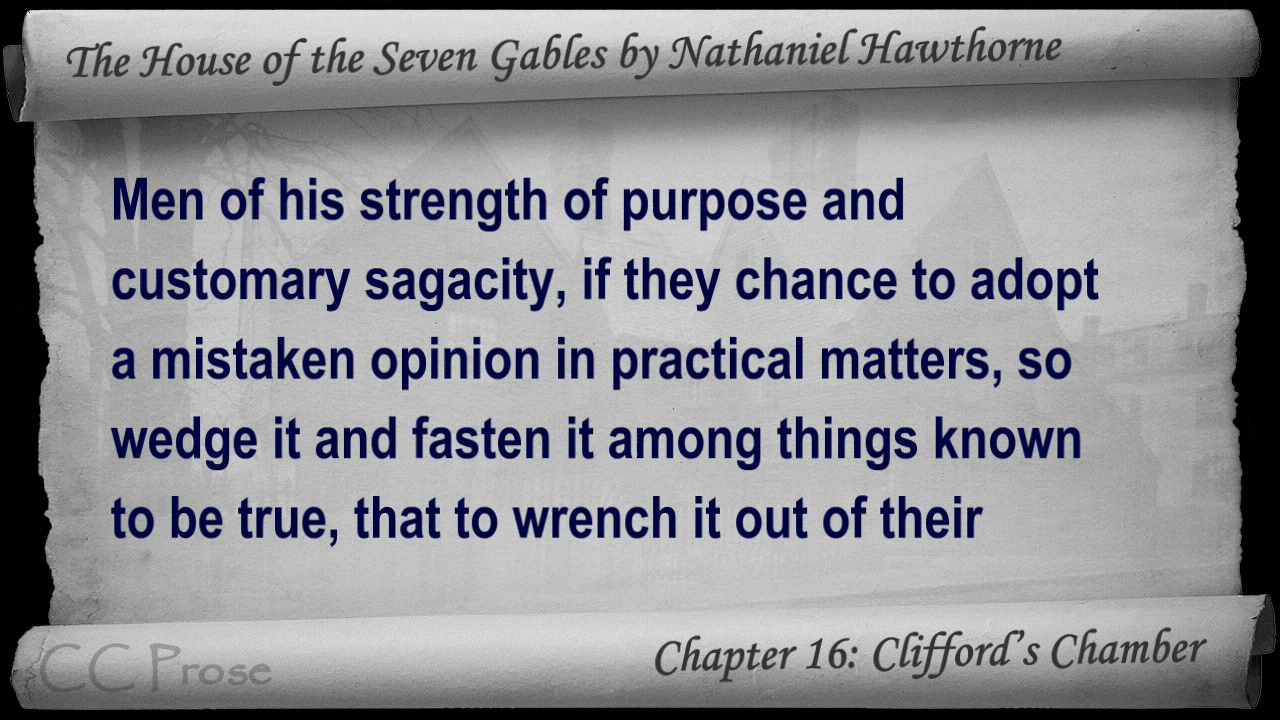 The House of the Seven Gables by Nathaniel Hawthorne
Men of his strength of purpose and
customary sagacity, if they chance to adopt
a mistaken opinion in practical matters, so
wedge it and fasten it among things known
to be true, that to wrench it out of their
CC Prose
Chapter 16: Clifford's Chamber